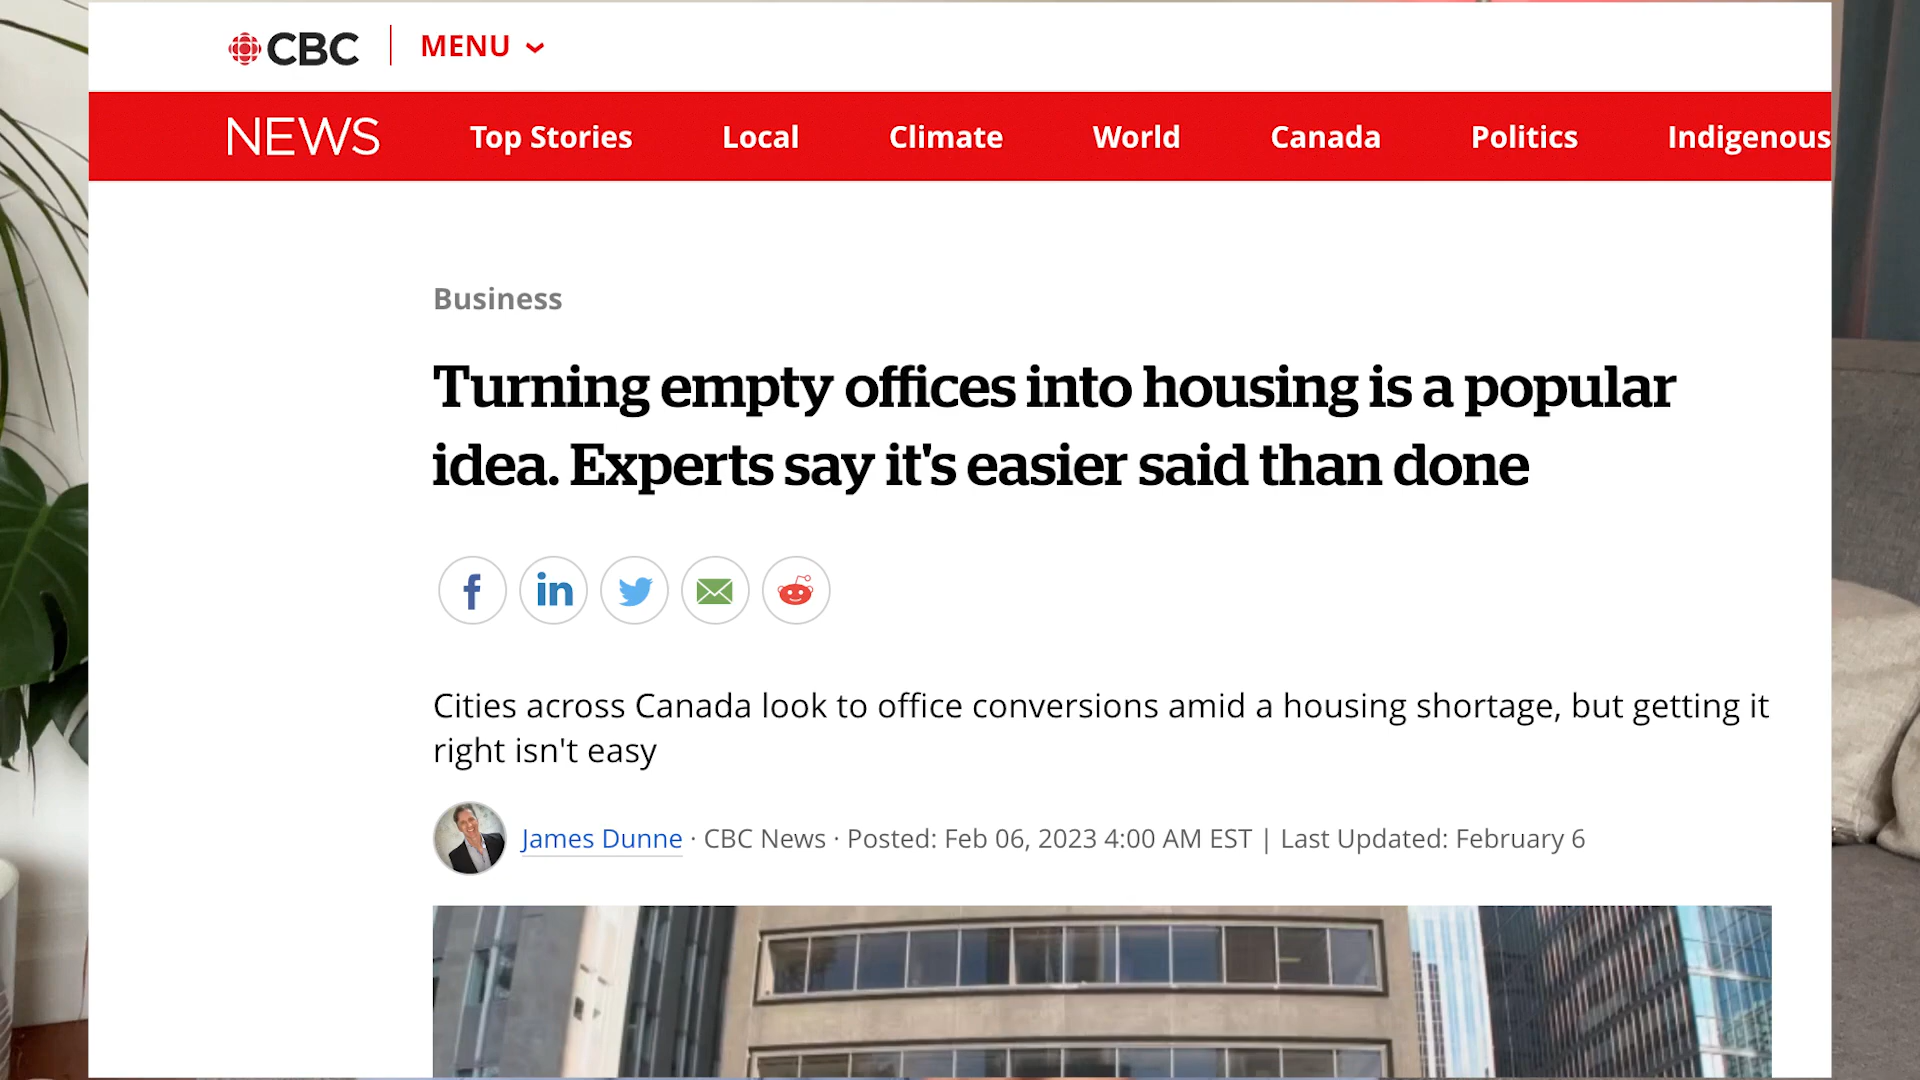 CBC MENU
NEWS Top Stories Local Climate World Canada Politics Indigenous
Business
Turning empty offices into housing is a popular
idea. Experts say it's easier said than done
f in
Cities across Canada look to office conversions amid a housing shortage, but getting it
right isn't easy
James Dunne · CBC News · Posted: Feb 06, 2023 4:00 AM EST | Last Updated: February 6